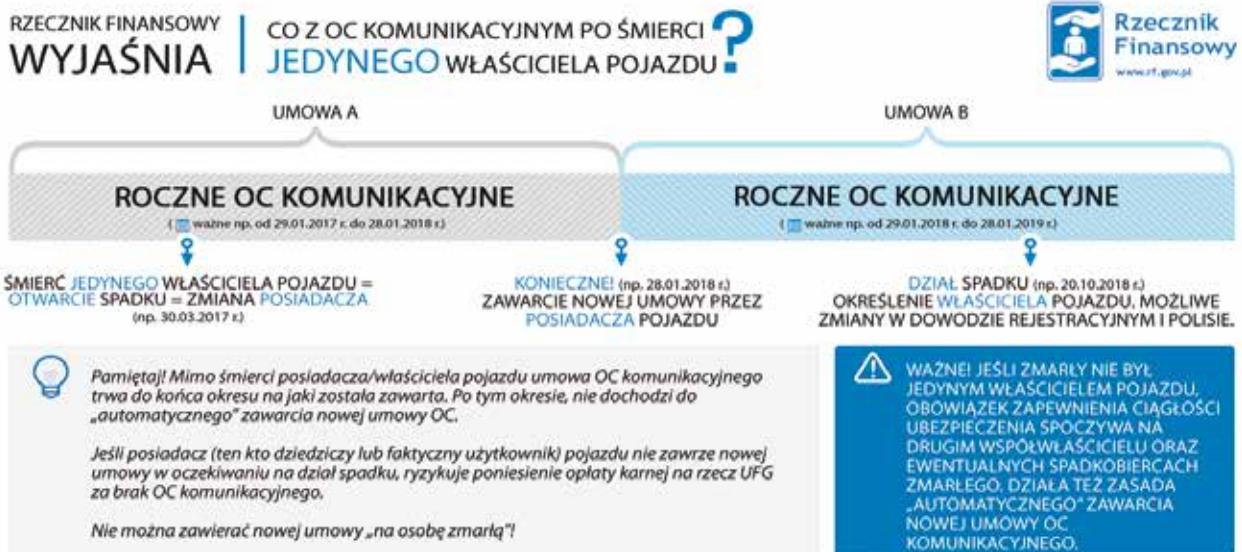 RZECZNIK FINANSOWY
WYJAŚNIA
CO Z OC KOMUNIKACYJNYM PO ŚMIERCI
JEDYNEGO WŁAŚCICIELA POJAZDU ?
Rzecznik
Finansowy
www.rf.gov.pl
UMOWA A
UMOWA B
ROCZNE OC KOMUNIKACYJNE
( ważne np. od 29.01.2017 r. do 28.01.2018 r.)
ROCZNE OC KOMUNIKACYJNE
( ważne np. od 29.01.2018 r. do 28.01.2019 r.)
ŚMIERĆ JEDYNEGO WŁAŚCICIELA POJAZDU =
OTWARCIE SPADKU = ZMIANA POSIADACZA
(np. 30.03.2017 r.)
KONIECZNE! (np. 28.01.2018 r.)
ZAWARCIE NOWEJ UMOWY PRZEZ
POSIADACZA POJAZDU
DZIAŁ SPADKU (np. 20.10.2018 r.)
OKREŚLENIE WŁAŚCICIELA POJAZDU, MOŻLIWE
ZMIANY W DOWODZIE REJESTRACYJNYM I POLISIE.
Pamiętaj! Mimo śmierci posiadacza/właściciela pojazdu umowa OC komunikacyjnego
trwa do końca okresu na jaki została zawarta. Po tym okresie, nie dochodzi do
„automatycznego” zawarcia nowej umowy OC.
Jeśli posiadacz (ten kto dziedziczy lub faktyczny użytkownik) pojazdu nie zawrze nowej
umowy w oczekiwaniu na dział spadku, ryzykuje poniesienie opłaty karnej na rzecz UFG
za brak OC komunikacyjnego.
Nie można zawierać nowej umowy „na osobę zmarłą”!
WAŻNE! JEŚLI ZMARŁY NIE BYŁ
JEDYNYM WŁAŚCICIELEM POJAZDU,
OBOWIĄZEK ZAPEWNIENIA CIĄGŁOŚCI
UBEZPIECZENIA SPOCZYWA NA
DRUGIM WSPÓŁWŁAŚCICIELU ORAZ
EWENTUALNYCH SPADKOBIERCACH
ZMARŁEGO. DZIAŁA TEŻ ZASADA
„AUTOMATYCZNEGO” ZAWARCIA
NOWEJ UMOWY OC
KOMUNIKACYJNEGO.